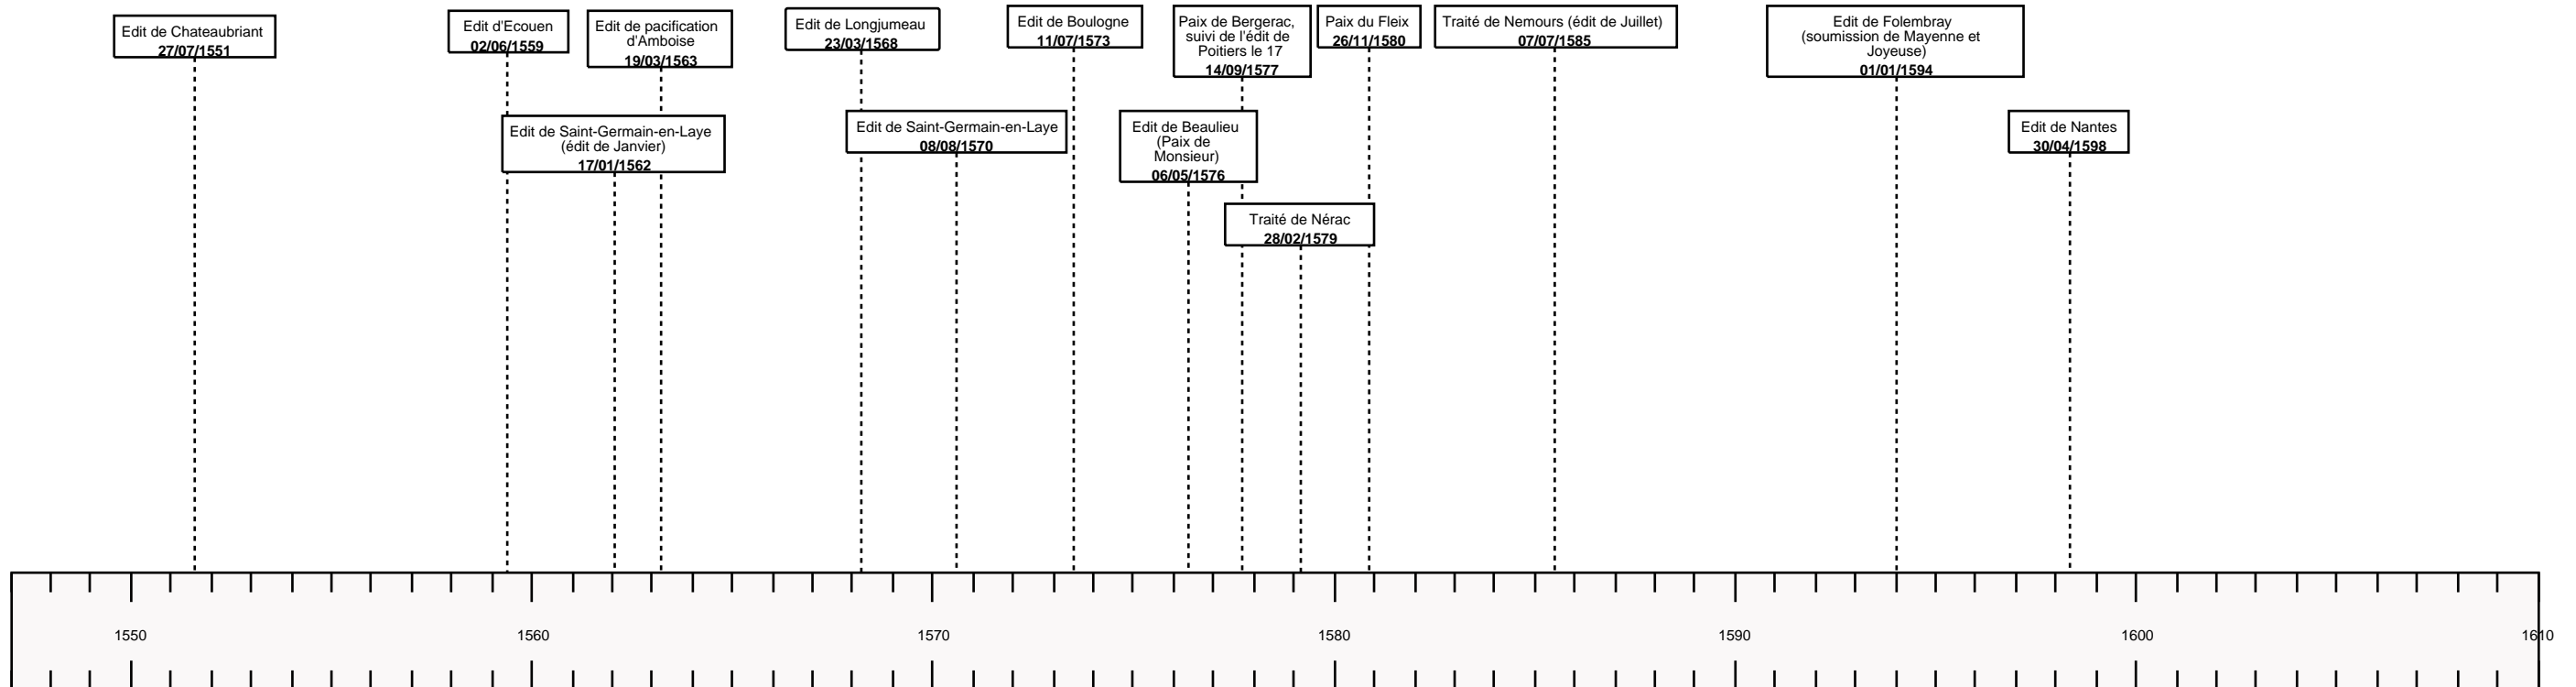 Edit de Chateaubriant
27/07/1551
Edit d'Ecouen
02/06/1559
Edit de pacification
d'Amboise
19/03/1563
Edit de Longjumeau
23/03/1568
Edit de Boulogne
11/07/1573
Paix de Bergerac,
suivi de l'édit de
Poitiers le 17
14/09/1577
Paix du Fleix
26/11/1580
Traité de Nemours (édit de Juillet)
07/07/1585
Edit de Folembray
(soumission de Mayenne et
Joyeuse)
01/01/1594
Edit de Saint-Germain-en-Laye
(édit de Janvier)
17/01/1562
Edit de Saint-Germain-en-Laye
08/08/1570
Edit de Beaulieu
(Paix de
Monsieur)
06/05/1576
Edit de Nantes
30/04/1598
Traité de Nérac
28/02/1579
1550
1560
1570
1580
1590
1600
1610